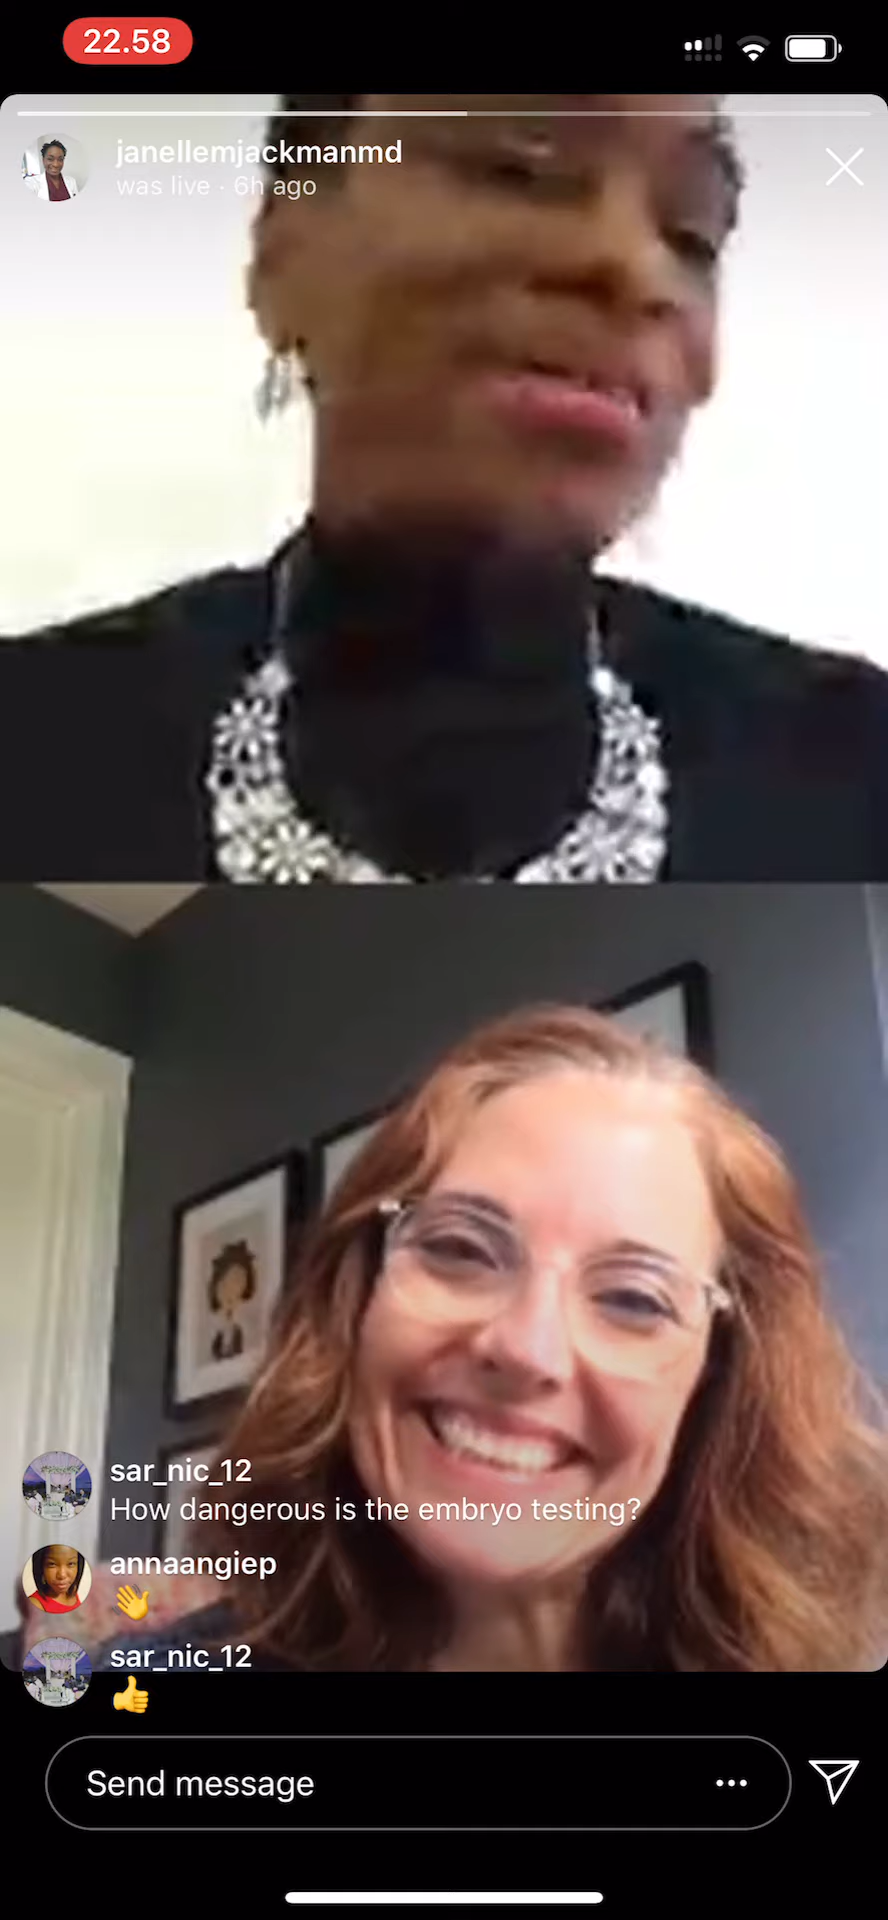 22.58
janellemjackmanmd
was live · 6h ago
sar_nic_12
How dangerous is the embryo testing?
annaangiep
👋
sar_nic_12
👍
Send message